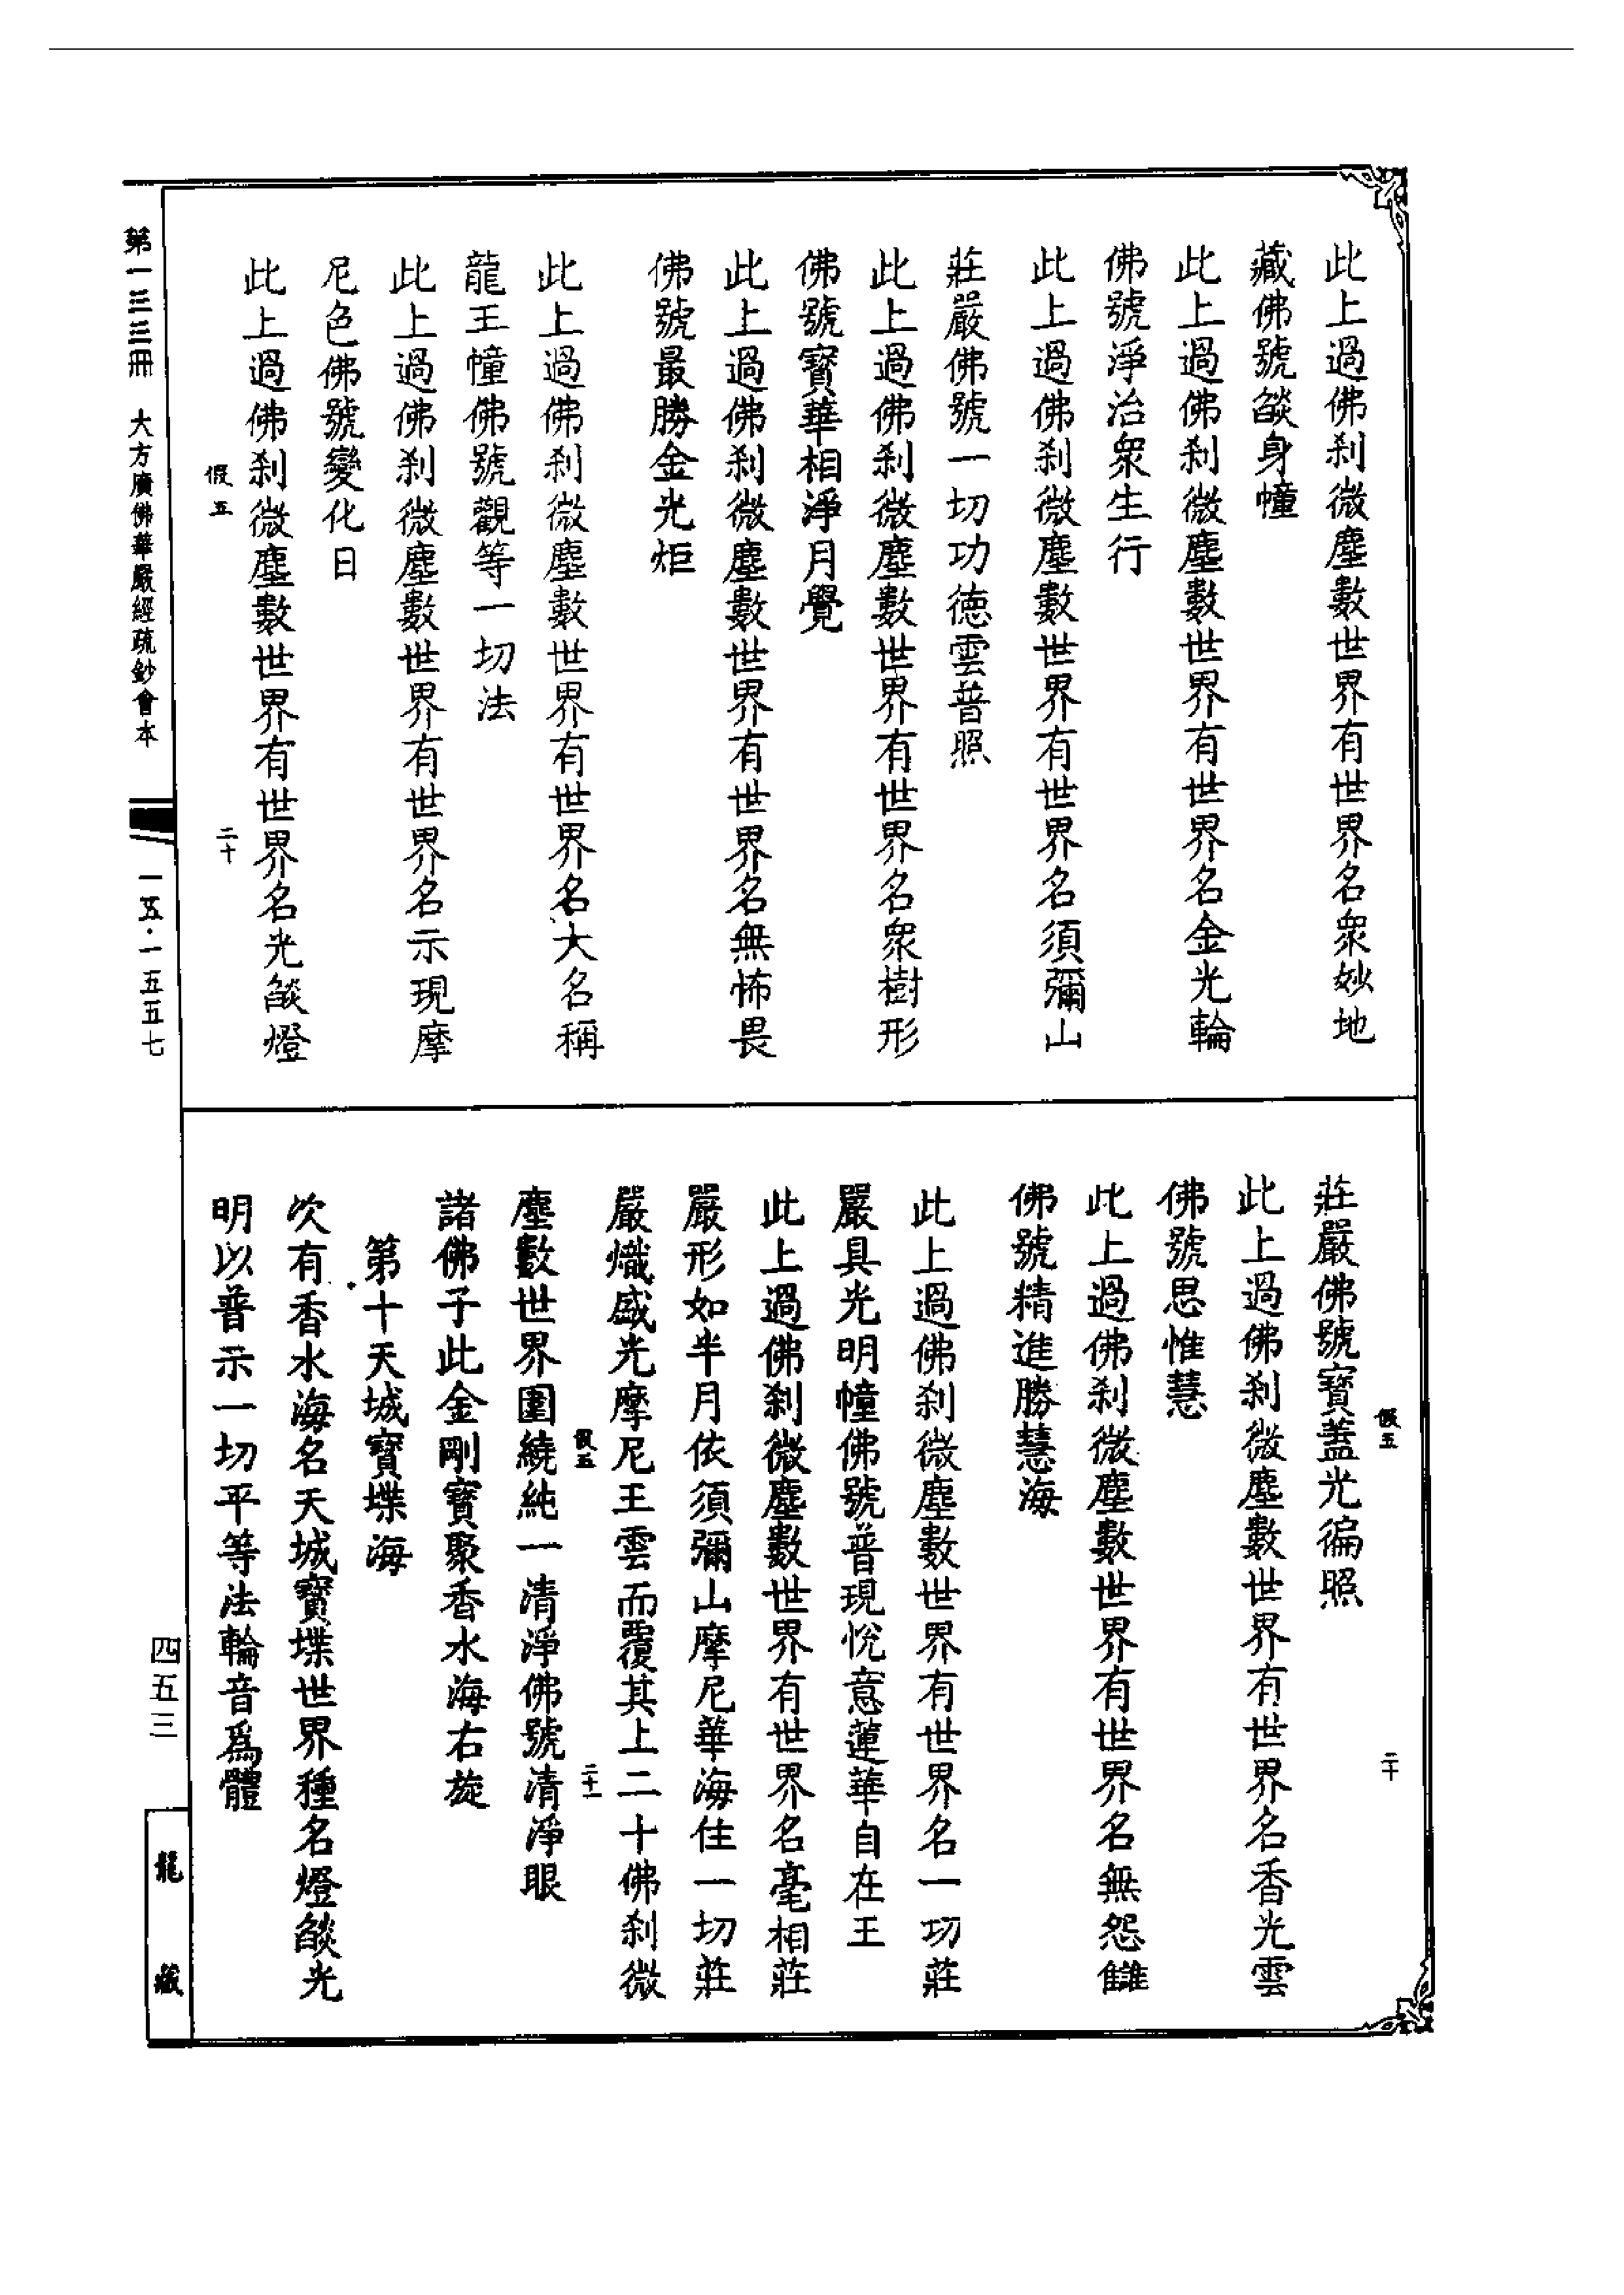 此上過佛刹微塵數世界有世界名衆妙地
藏佛號燄身幢
此上過佛刹微塵數世界有世界名金光輪
佛號淨治衆生行
此上過佛刹微塵數世界有世界名須彌山
莊嚴佛號一切功德雲普照
此上過佛刹微塵數世界有世界名衆樹形
佛號寶華相淨月覺
此上過佛刹微塵數世界有世界名無怖畏
佛號最勝金光炬
此上過佛刹微塵數世界有世界名大名稱
龍王幢佛號觀等一切法
此上過佛刹微塵數世界有世界名示現摩
尼色佛號變化日
此上過佛刹微塵數世界有世界名光燄燈
假五
二十
假五
二十
莊嚴佛號寶蓋光徧照
此上過佛刹微塵數世界有世界名香光雲
佛號思惟慧
此上過佛刹微塵數世界有世界名無怨讎
佛號精進勝慧海
此上過佛刹微塵數世界有世界名一切莊
嚴具光明幢佛號普現悅意蓮華自在王
此上過佛刹微塵數世界有世界名毫相莊
嚴形如半月依須彌山摩尼華海住一切莊
嚴熾盛光摩尼王雲而覆其上二十佛刹微
假五
二十一
塵數世界圍繞純一清淨佛號清淨眼
諸佛子此金剛寶聚香水海右旋
第十天城寶堞海
次有香水海名天城寶堞世界種名燈燄光
明以普示一切平等法輪音爲體
第一三三冊 大方廣佛華嚴經疏鈔會本
一五·一五五七
四五三
龍藏